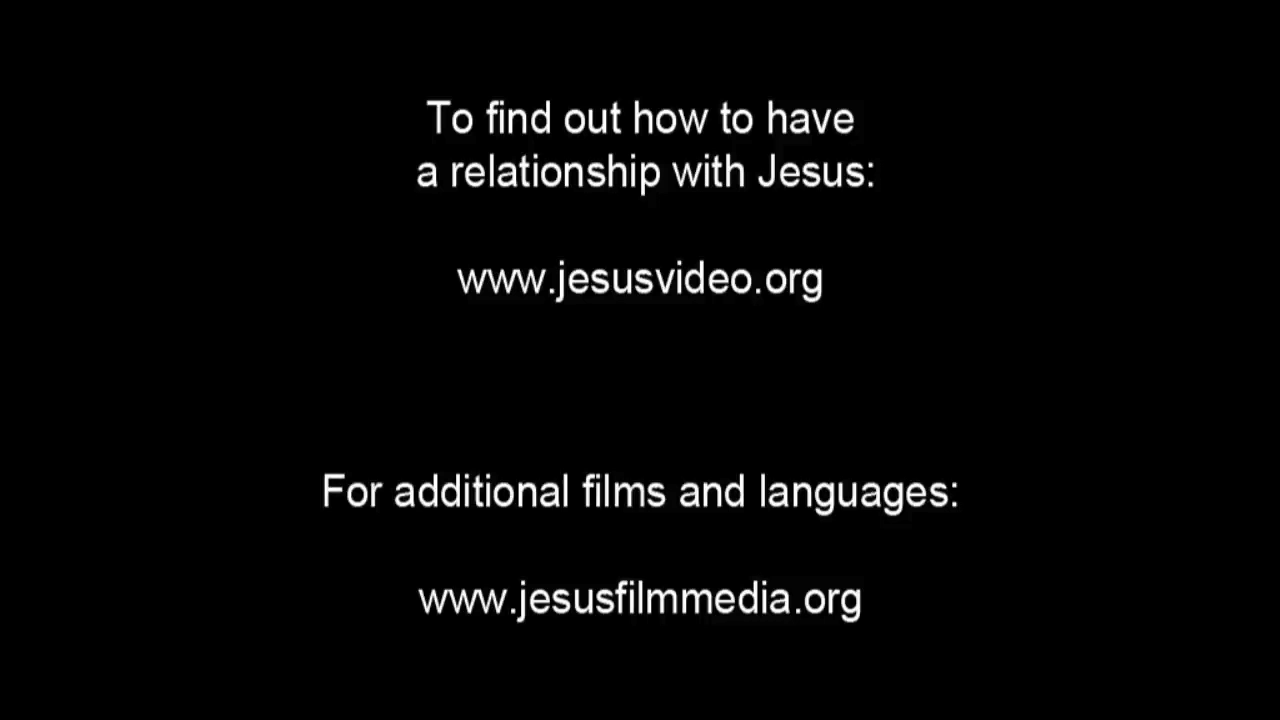 To find out how to have
a relationship with Jesus:
www.jesusvideo.org
For additional films and languages:
www.jesusfilmmedia.org